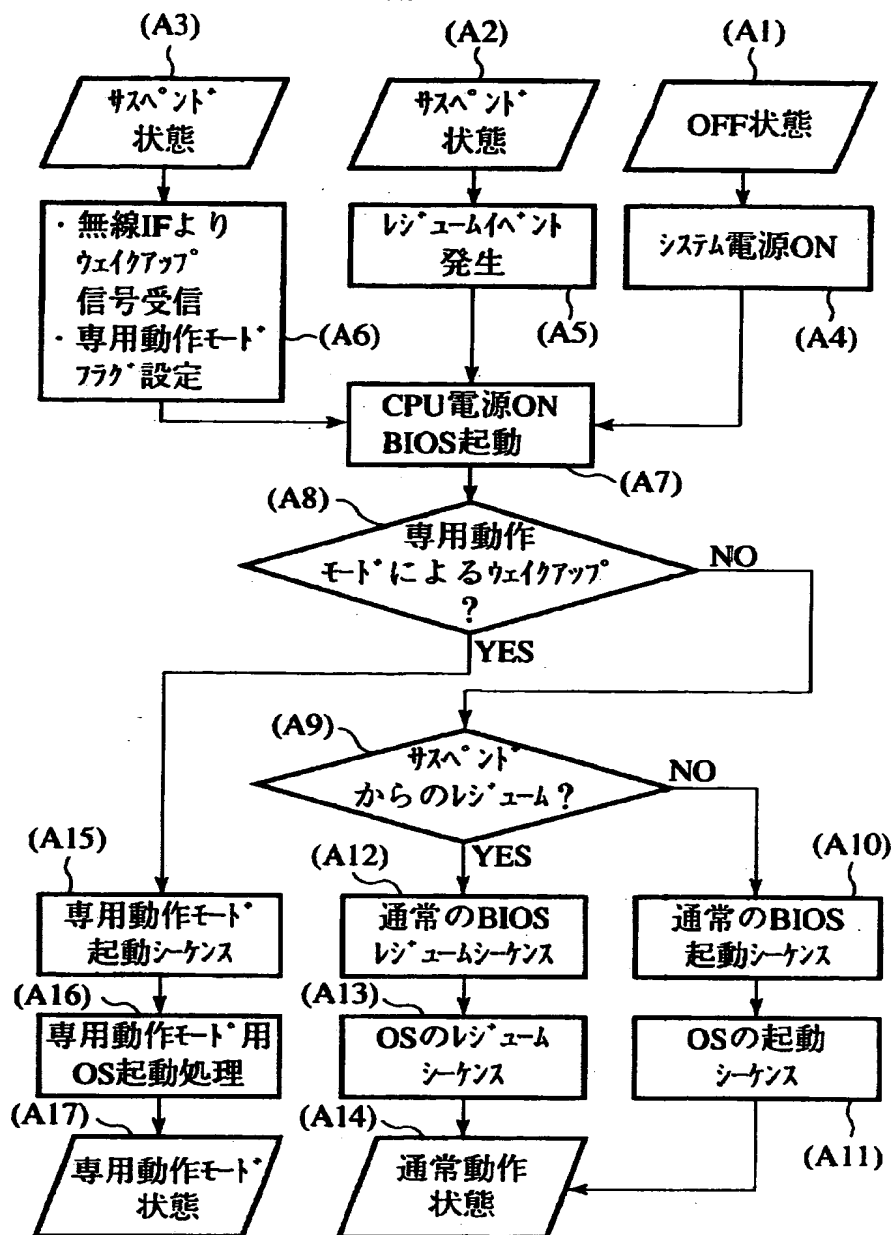 (A3)
(A2)
(A1)
サスペンド
状態
サスペンド
状態
OFF状態
・無線IFより
ウェイクアップ
信号受信
・専用動作モード
フラグ設定
(A6)
レジュームイベント
発生
(A5)
システム電源ON
(A4)
CPU電源ON
BIOS起動
(A7)
(A8)
専用動作
モードによるウェイクアップ
?
NO
YES
(A9)
サスペンド
からのレジューム?
NO
YES
(A15)
専用動作モード
起動シーケンス
(A12)
通常のBIOS
レジュームシーケンス
(A10)
通常のBIOS
起動シーケンス
(A16)
専用動作モード用
OS起動処理
(A13)
OSのレジューム
シーケンス
OSの起動
シーケンス
(A11)
(A17)
専用動作モード
状態
(A14)
通常動作
状態